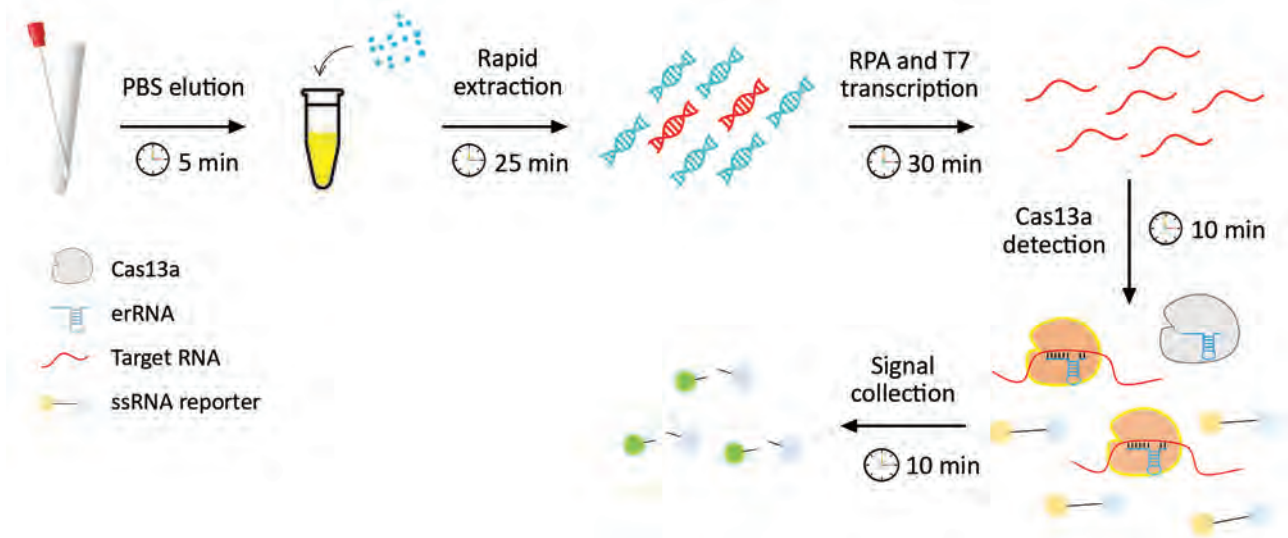 PBS elution
5 min
Rapid
extraction
25 min
RPA and T7
transcription
30 min
Cas13a
detection
10 min
Cas13a
erRNA
Target RNA
ssRNA reporter
Signal
collection
10 min